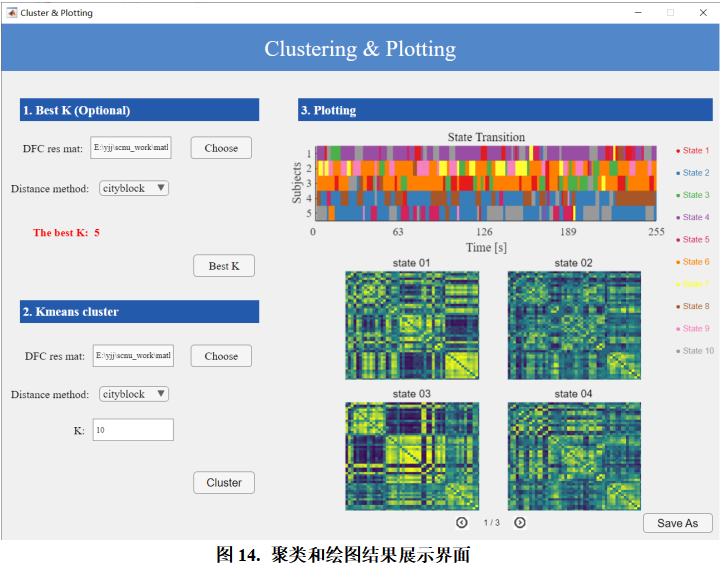 Cluster & Plotting
Clustering & Plotting
1. Best K (Optional)
DFC res mat:
E:\yjj\scnu_work\matl
Choose
Distance method:
cityblock
The best K: 5
Best K
2. Kmeans cluster
DFC res mat:
E:\yjj\scnu_work\matl
Choose
Distance method:
cityblock
K:
10
Cluster
3. Plotting
State Transition
Subjects
1
2
3
4
5
0 63 126 189 255
Time [s]
State 1
State 2
State 3
State 4
State 5
State 6
State 7
State 8
State 9
State 10
state 01
state 02
state 03
state 04
1 / 3
Save As
图 14. 聚类和绘图结果展示界面